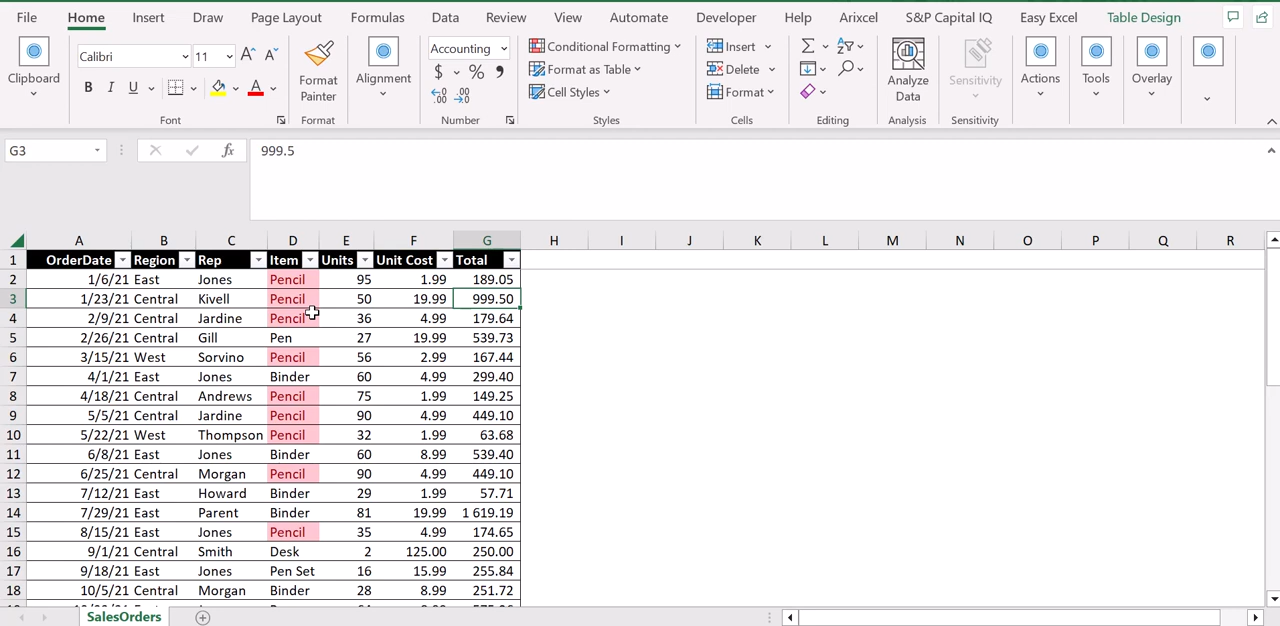 File Home Insert Draw Page Layout Formulas Data Review View Automate Developer Help Arixcel S&P Capital IQ Easy Excel Table Design
Clipboard
Calibri 11 A A
B I U A
Font
Format Painter
Format
Alignment
Accounting
$ % 9
.00 .00
Number
Conditional Formatting
Format as Table
Cell Styles
Styles
Insert
Delete
Format
Cells
Editing
Analyze Data
Analysis
Sensitivity
Sensitivity
Actions
Tools
Overlay
G3 fx 999.5
A B C D E F G H I J K L M N O P Q R
1 OrderDate Region Rep Item Units Unit Cost Total
2 1/6/21 East Jones Pencil 95 1.99 189.05
3 1/23/21 Central Kivell Pencil 50 19.99 999.50
4 2/9/21 Central Jardine Pencil 36 4.99 179.64
5 2/26/21 Central Gill Pen 27 19.99 539.73
6 3/15/21 West Sorvino Pencil 56 2.99 167.44
7 4/1/21 East Jones Binder 60 4.99 299.40
8 4/18/21 Central Andrews Pencil 75 1.99 149.25
9 5/5/21 Central Jardine Pencil 90 4.99 449.10
10 5/22/21 West Thompson Pencil 32 1.99 63.68
11 6/8/21 East Jones Binder 60 8.99 539.40
12 6/25/21 Central Morgan Pencil 90 4.99 449.10
13 7/12/21 East Howard Binder 29 1.99 57.71
14 7/29/21 East Parent Binder 81 19.99 1 619.19
15 8/15/21 East Jones Pencil 35 4.99 174.65
16 9/1/21 Central Smith Desk 2 125.00 250.00
17 9/18/21 East Jones Pen Set 16 15.99 255.84
18 10/5/21 Central Morgan Binder 28 8.99 251.72
SalesOrders